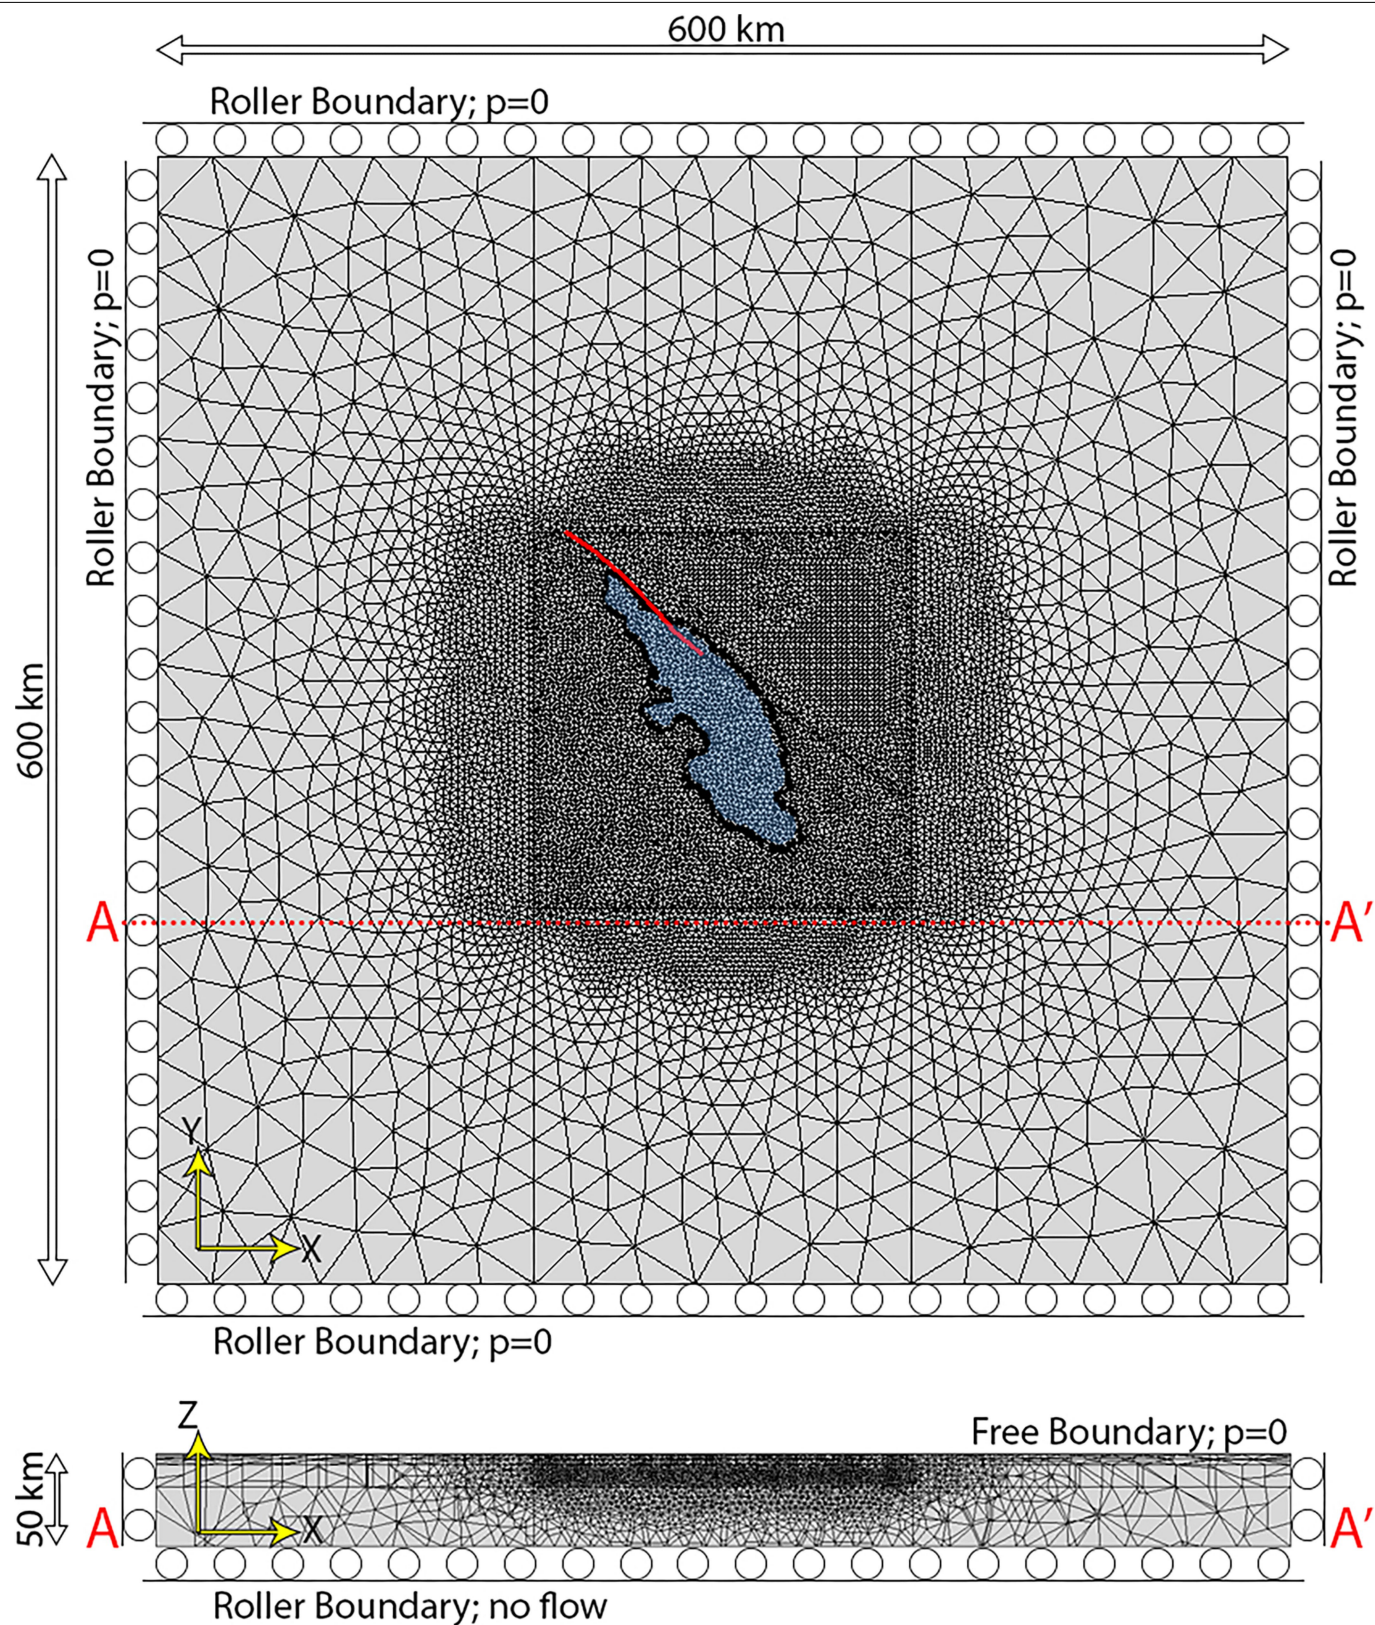 600 km
Roller Boundary; p=0
Roller Boundary; p=0
Roller Boundary; p=0
600 km
A
A'
Y
X
Roller Boundary; p=0
Z
Free Boundary; p=0
50 km
A
X
A'
Roller Boundary; no flow